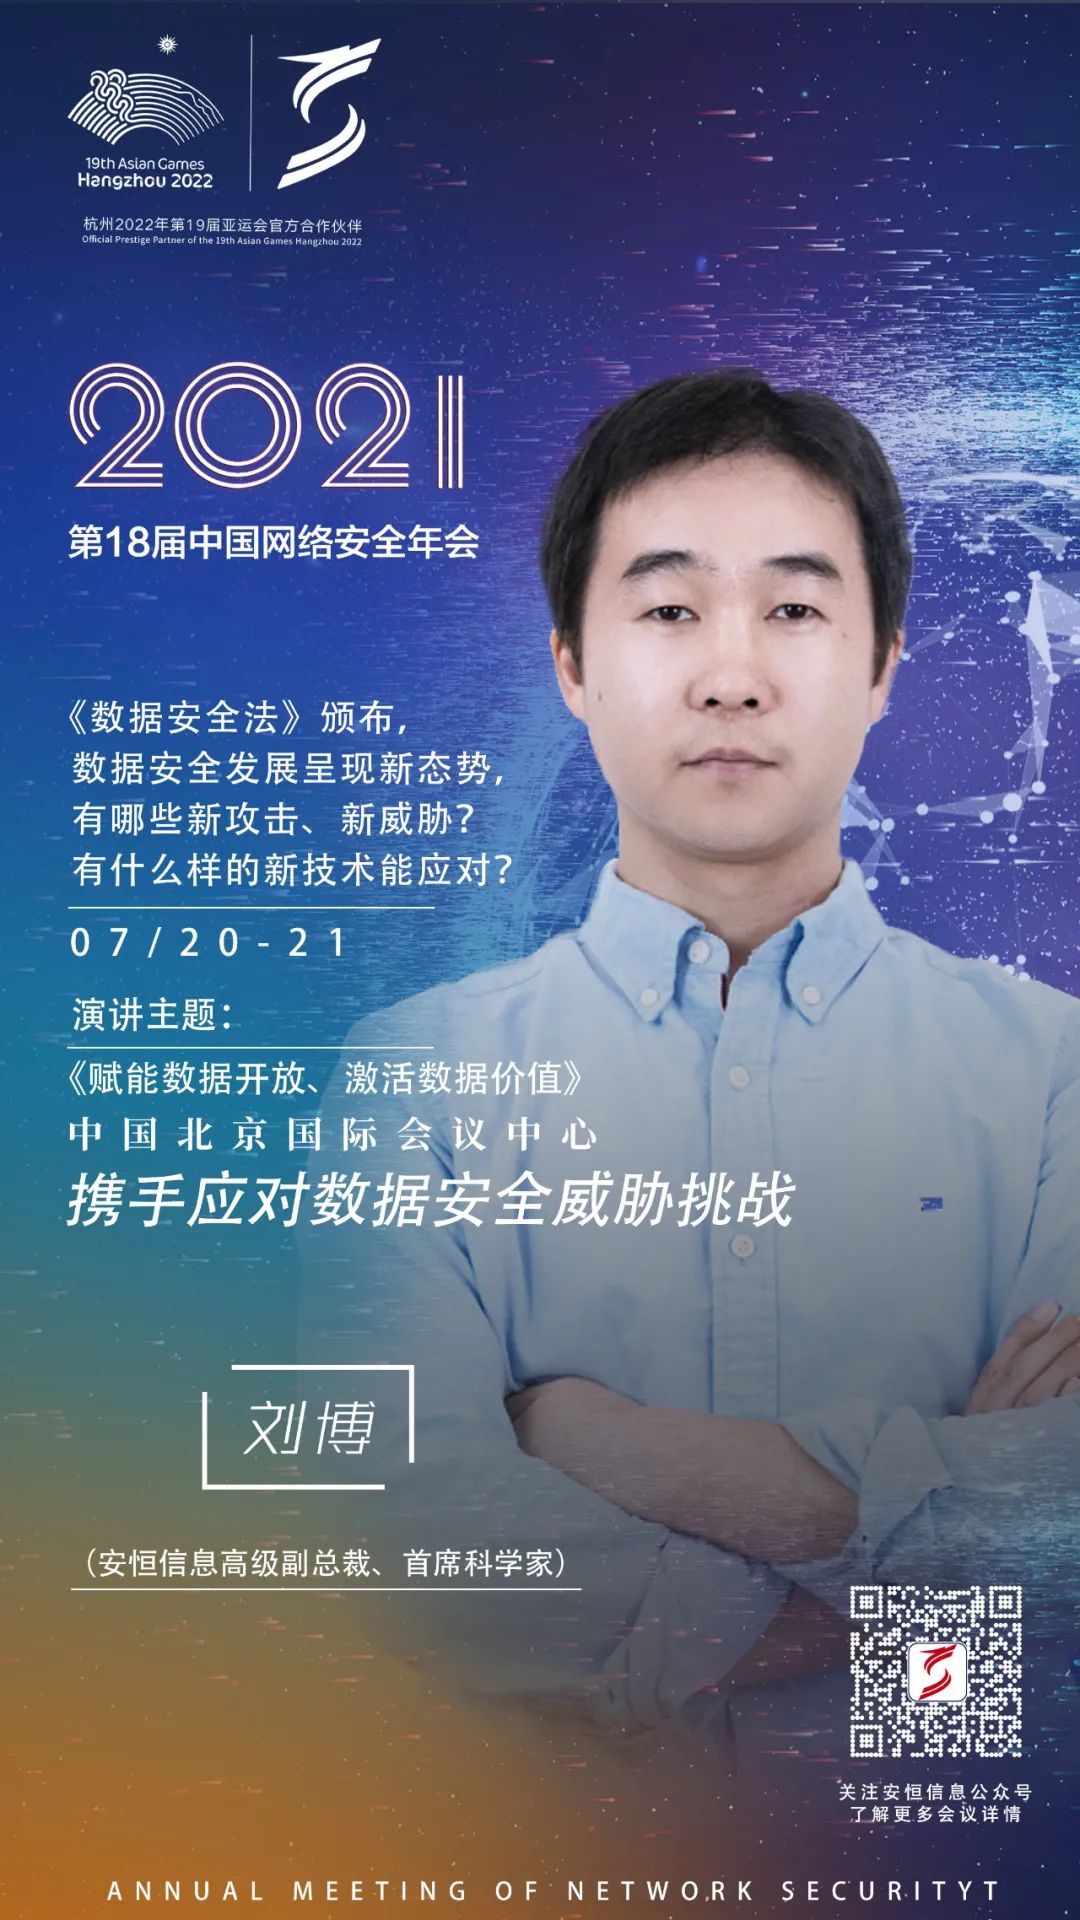 19th Asian Games
Hangzhou 2022
杭州2022年第19届亚运会官方合作伙伴
Official Prestige Partner of the 19th Asian Games Hangzhou 2022
2021
第18届中国网络安全年会
《数据安全法》颁布,
数据安全发展呈现新态势,
有哪些新攻击、新威胁?
有什么样的新技术能应对?
07/20-21
演讲主题:
《赋能数据开放、激活数据价值》
中国北京国际会议中心
携手应对数据安全威胁挑战
刘博
(安恒信息高级副总裁、首席科学家)
关注安恒信息公众号
了解更多会议详情
ANNUAL MEETING OF NETWORK SECURITYT